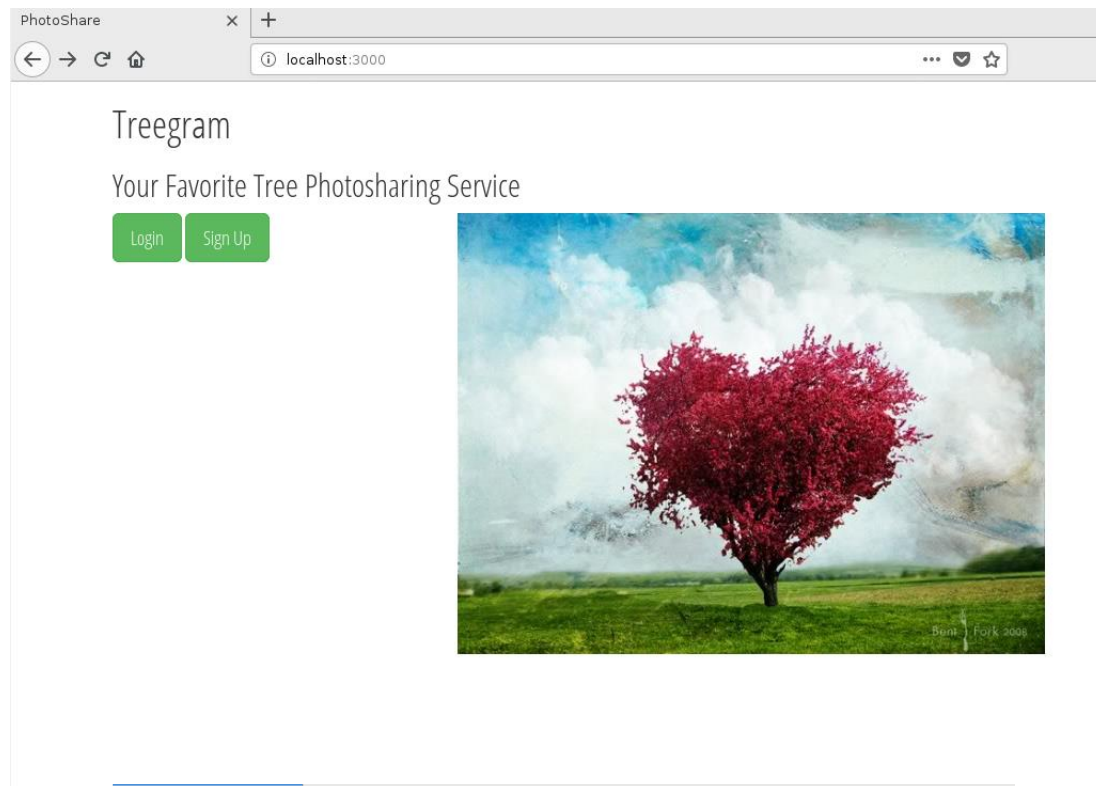 PhotoShare
localhost:3000
Treegram
Your Favorite Tree Photosharing Service
Login Sign Up
Bent Fork 2008